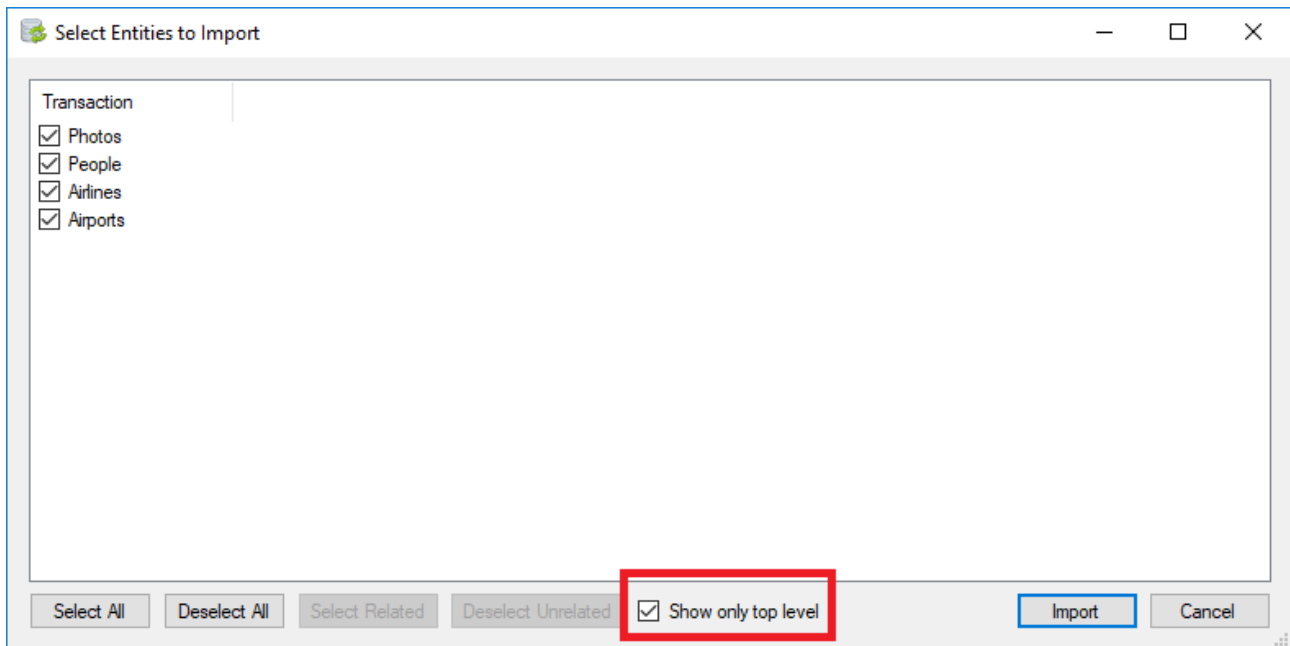 Select Entities to Import
Transaction
Photos
People
Airlines
Airports
Select All Deselect All Select Related Deselect Unrelated Show only top level Import Cancel